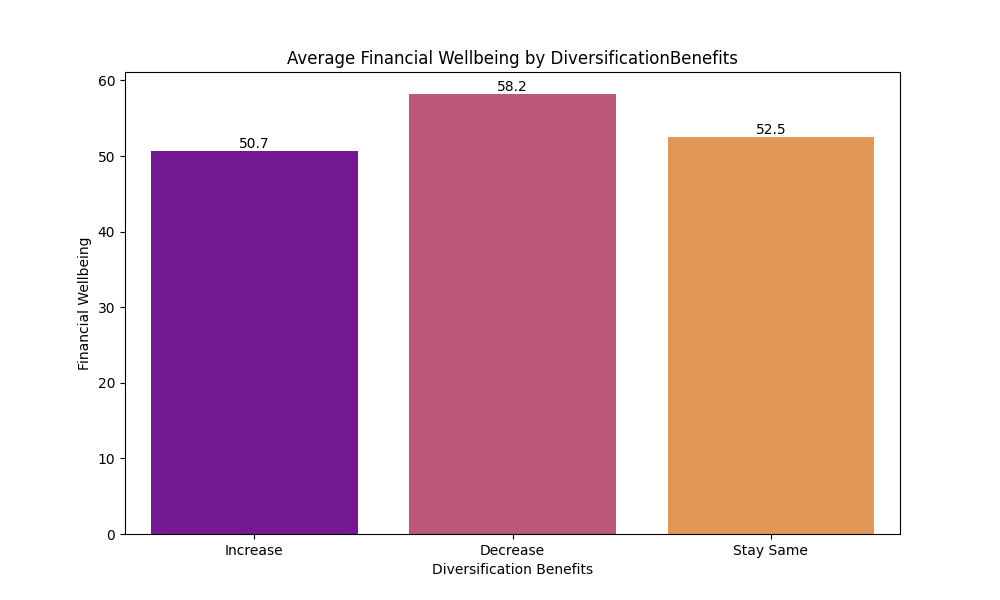 Average Financial Wellbeing by DiversificationBenefits
Financial Wellbeing
60
50
40
30
20
10
0
50.7
58.2
52.5
Increase
Decrease
Stay Same
Diversification Benefits